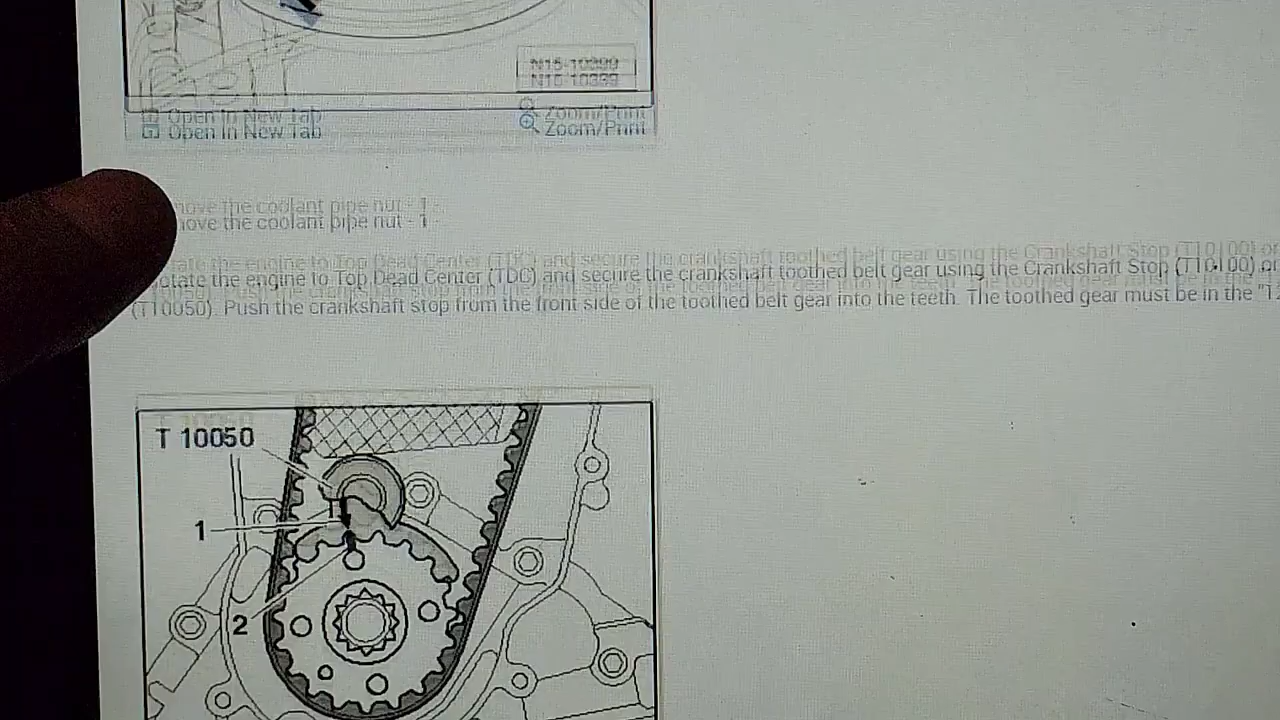 Open In New Tab
Zoom/Print
move the coolant pipe nut - 1 -
the engine to Top Dead Center (TDC) and secure the crankshaft toothed belt gear using the Crankshaft Stop (T10100) or
(T10050). Push the crankshaft stop from the front side of the toothed belt gear into the teeth. The toothed gear must be in the
T 10050
1
2